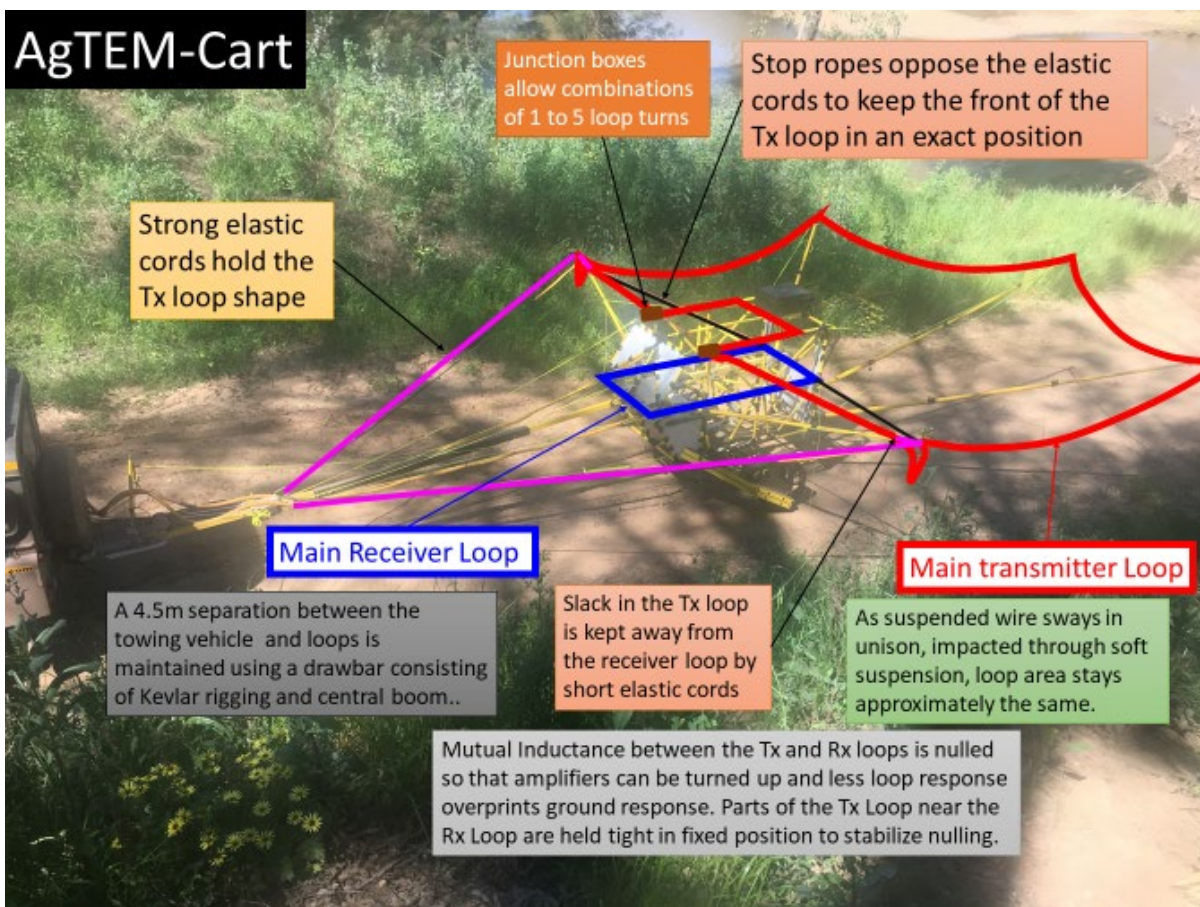 AgTEM-Cart
Junction boxes
allow combinations
of 1 to 5 loop turns
Stop ropes oppose the elastic
cords to keep the front of the
Tx loop in an exact position
Strong elastic
cords hold the
Tx loop shape
Main Receiver Loop
Main transmitter Loop
A 4.5m separation between the
towing vehicle and loops is
maintained using a drawbar consisting
of Kevlar rigging and central boom..
Slack in the Tx loop
is kept away from
the receiver loop by
short elastic cords
As suspended wire sways in
unison, impacted through soft
suspension, loop area stays
approximately the same.
Mutual Inductance between the Tx and Rx loops is nulled
so that amplifiers can be turned up and less loop response
overprints ground response. Parts of the Tx Loop near the
Rx Loop are held tight in fixed position to stabilize nulling.